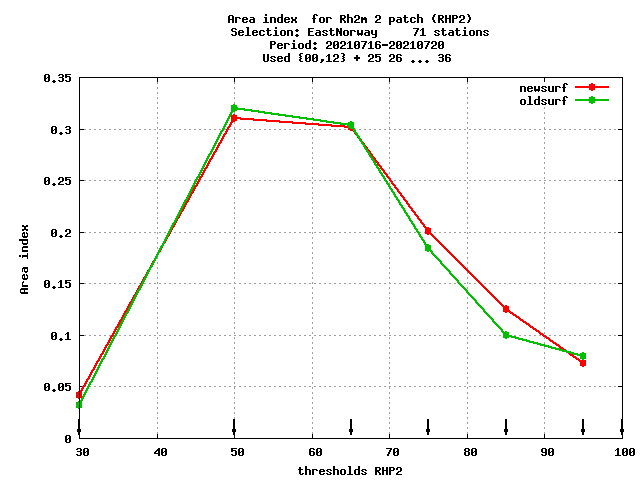 Area index  for Rh2m 2 patch (RHP2)
Selection: EastNorway     71 stations
Period: 20210716-20210720
Used {00,12} + 25 26 ... 36
newsurf
oldsurf
0.35
0.3
0.25
0.2
0.15
0.1
0.05
0
Area index
30 40 50 60 70 80 90 100
thresholds RHP2